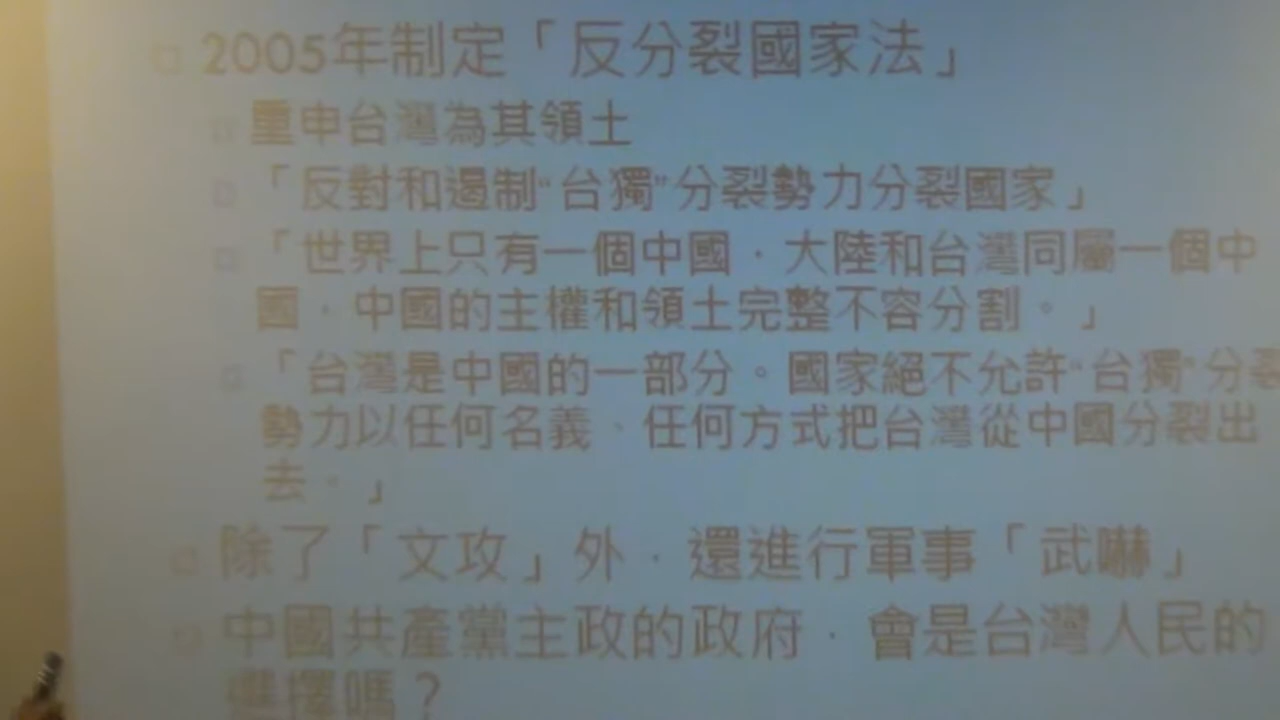 2005年制定「反分裂國家法」
重申台灣為其領土
「反對和遏制“台獨”分裂勢力分裂國家」
「世界上只有一個中國，大陸和台灣同屬一個中
國，中國的主權和領土完整不容分割。」
「台灣是中國的一部分。國家絕不允許“台獨”分裂
勢力以任何名義、任何方式把台灣從中國分裂出
去。」
除了「文攻」外，還進行軍事「武嚇」
中國共產黨主政的政府，會是台灣人民的
選擇嗎？